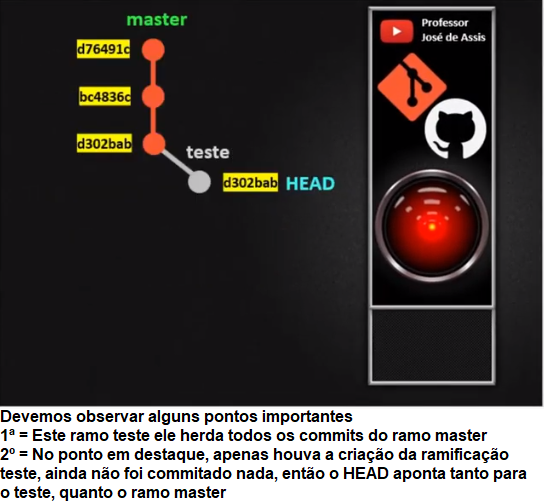 master
Professor
José de Assis
d76491c
bc4836c
d302bab
teste
d302bab HEAD
Devemos observar alguns pontos importantes
1ª = Este ramo teste ele herda todos os commits do ramo master
2º = No ponto em destaque, apenas houva a criação da ramificação
teste, ainda não foi commitado nada, então o HEAD aponta tanto para
o teste, quanto o ramo master